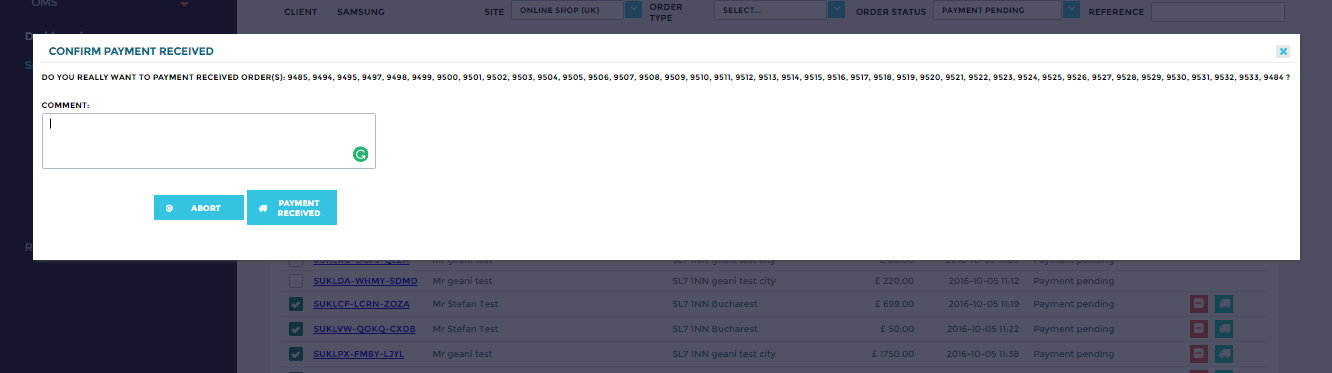 OMS
CLIENT SAMSUNG SITE ONLINE SHOP (UK) ORDER TYPE SELECT... ORDER STATUS PAYMENT PENDING REFERENCE
CONFIRM PAYMENT RECEIVED
DO YOU REALLY WANT TO PAYMENT RECEIVED ORDER(S): 9485, 9494, 9495, 9497, 9498, 9499, 9500, 9501, 9502, 9503, 9504, 9505, 9506, 9507, 9508, 9509, 9510, 9511, 9512, 9513, 9514, 9515, 9516, 9517, 9518, 9519, 9520, 9521, 9522, 9523, 9524, 9525, 9526, 9527, 9528, 9529, 9530, 9531, 9532, 9533, 9484 ?
COMMENT:
ABORT
PAYMENT RECEIVED
SUKLDA-WHMY-SDMD Mr geani test SL7 1NN geani test city £ 220.00 2016-10-05 11:12 Payment pending
SUKLCF-LCRN-ZOZA Mr Stefan Test SL7 1NN Bucharest £ 699.00 2016-10-05 11:19 Payment pending
SUKLVW-QOKQ-CXDB Mr Stefan Test SL7 1NN Bucharest £ 50.00 2016-10-05 11:22 Payment pending
SUKLPX-FMBY-LJYL Mr geani test SL7 1NN geani test city £ 1750.00 2016-10-05 11:38 Payment pending